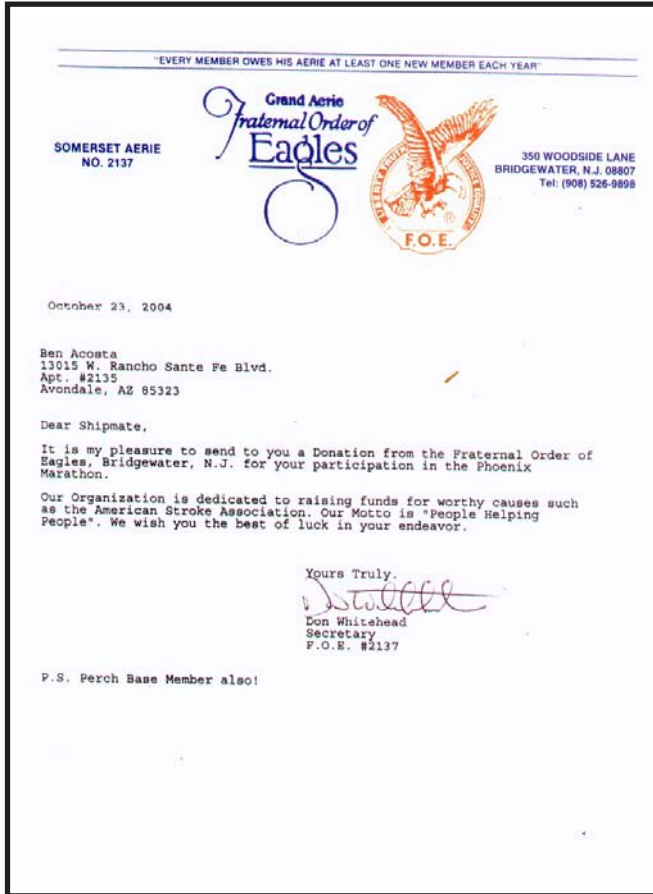 "EVERY MEMBER OWES HIS AERIE AT LEAST ONE NEW MEMBER EACH YEAR"
Grand Aerie
Fraternal Order of
Eagles
SOMERSET AERIE
NO. 2137
F.O.E.
350 WOODSIDE LANE
BRIDGEWATER, N.J. 08807
Tel: (908) 526-9898
October 23, 2004
Ben Acosta
13015 W. Rancho Sante Fe Blvd.
Apt. #2135
Avondale, AZ 85323
Dear Shipmate,
It is my pleasure to send to you a Donation from the Fraternal Order of
Eagles, Bridgewater, N.J. for your participation in the Phoenix
Marathon.
Our Organization is dedicated to raising funds for worthy causes such
as the American Stroke Association. Our Motto is "People Helping
People". We wish you the best of luck in your endeavor.
Yours Truly,
Don Whitehead
Secretary
F.O.E. #2137
P.S. Perch Base Member also!